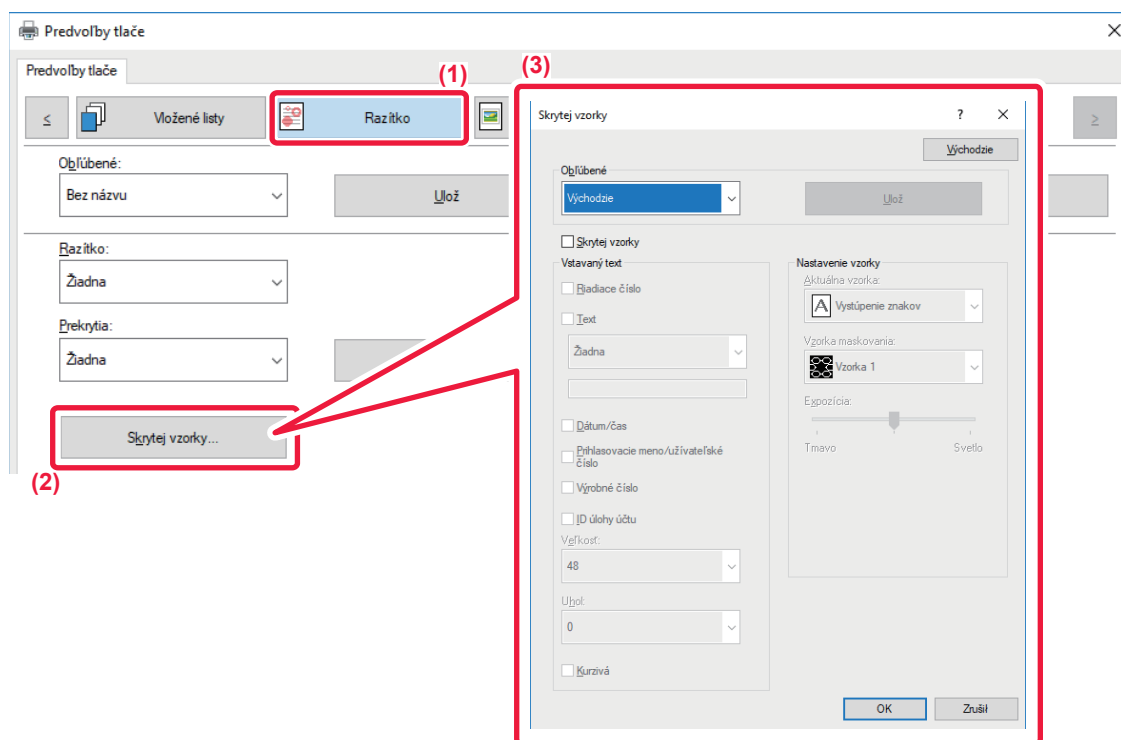 Predvoľby tlače
Predvoľby tlače
(1)
(3)
≤
Vložené listy
Razítko
≥
Obľúbené:
Bez názvu
Ulož
Razítko:
Žiadna
Prekrytia:
Žiadna
Skrytej vzorky...
(2)
Skrytej vzorky
?
Východzie
Obľúbené
Východzie
Ulož
Skrytej vzorky
Vstavaný text
Riadiace číslo
Text
Žiadna
Dátum/čas
Prihlasovacie meno/užívateľské
číslo
Výrobné číslo
ID úlohy účtu
Veľkosť:
48
Uhol:
0
Kurzivá
Nastavenie vzorky
Aktuálna vzorka:
A Vystúpenie znakov
Vzorka maskovania:
Vzorka 1
Expozícia:
Tmavo Svetlo
OK Zrušiť